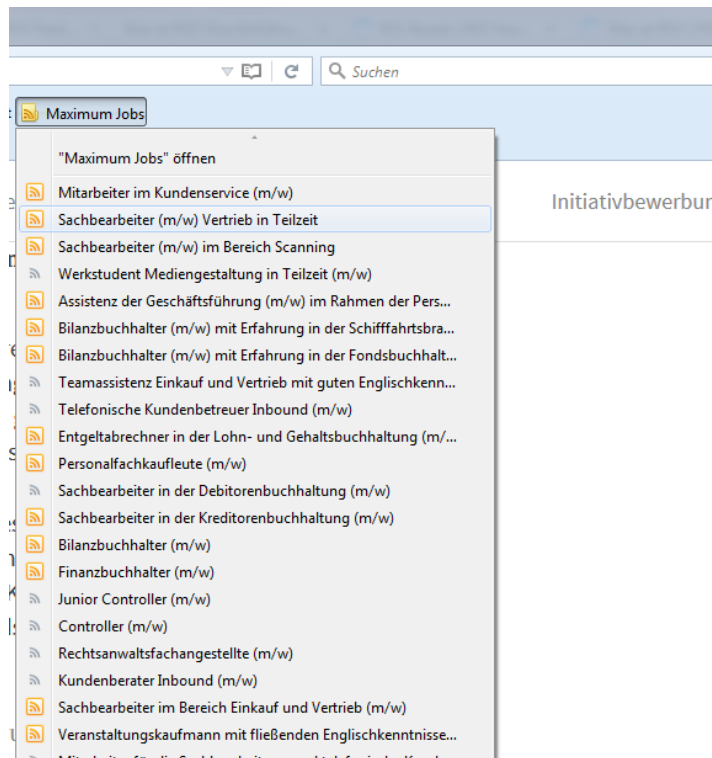 Suchen
Maximum Jobs
"Maximum Jobs" öffnen
Mitarbeiter im Kundenservice (m/w)
Initiativbewerbur
Sachbearbeiter (m/w) Vertrieb in Teilzeit
Sachbearbeiter (m/w) im Bereich Scanning
Werkstudent Mediengestaltung in Teilzeit (m/w)
Assistenz der Geschäftsführung (m/w) im Rahmen der Pers...
Bilanzbuchhalter (m/w) mit Erfahrung in der Schifffahrtsbra...
Bilanzbuchhalter (m/w) mit Erfahrung in der Fondsbuchhalt...
Teamassistenz Einkauf und Vertrieb mit guten Englischkenn...
Telefonische Kundenbetreuer Inbound (m/w)
Entgeltabrechner in der Lohn- und Gehaltsbuchhaltung (m/...
Personalfachkaufleute (m/w)
Sachbearbeiter in der Debitorenbuchhaltung (m/w)
Sachbearbeiter in der Kreditorenbuchhaltung (m/w)
Bilanzbuchhalter (m/w)
Finanzbuchhalter (m/w)
Junior Controller (m/w)
Controller (m/w)
Rechtsanwaltsfachangestellte (m/w)
Kundenberater Inbound (m/w)
Sachbearbeiter im Bereich Einkauf und Vertrieb (m/w)
Veranstaltungskaufmann mit fließenden Englischkenntnisse...